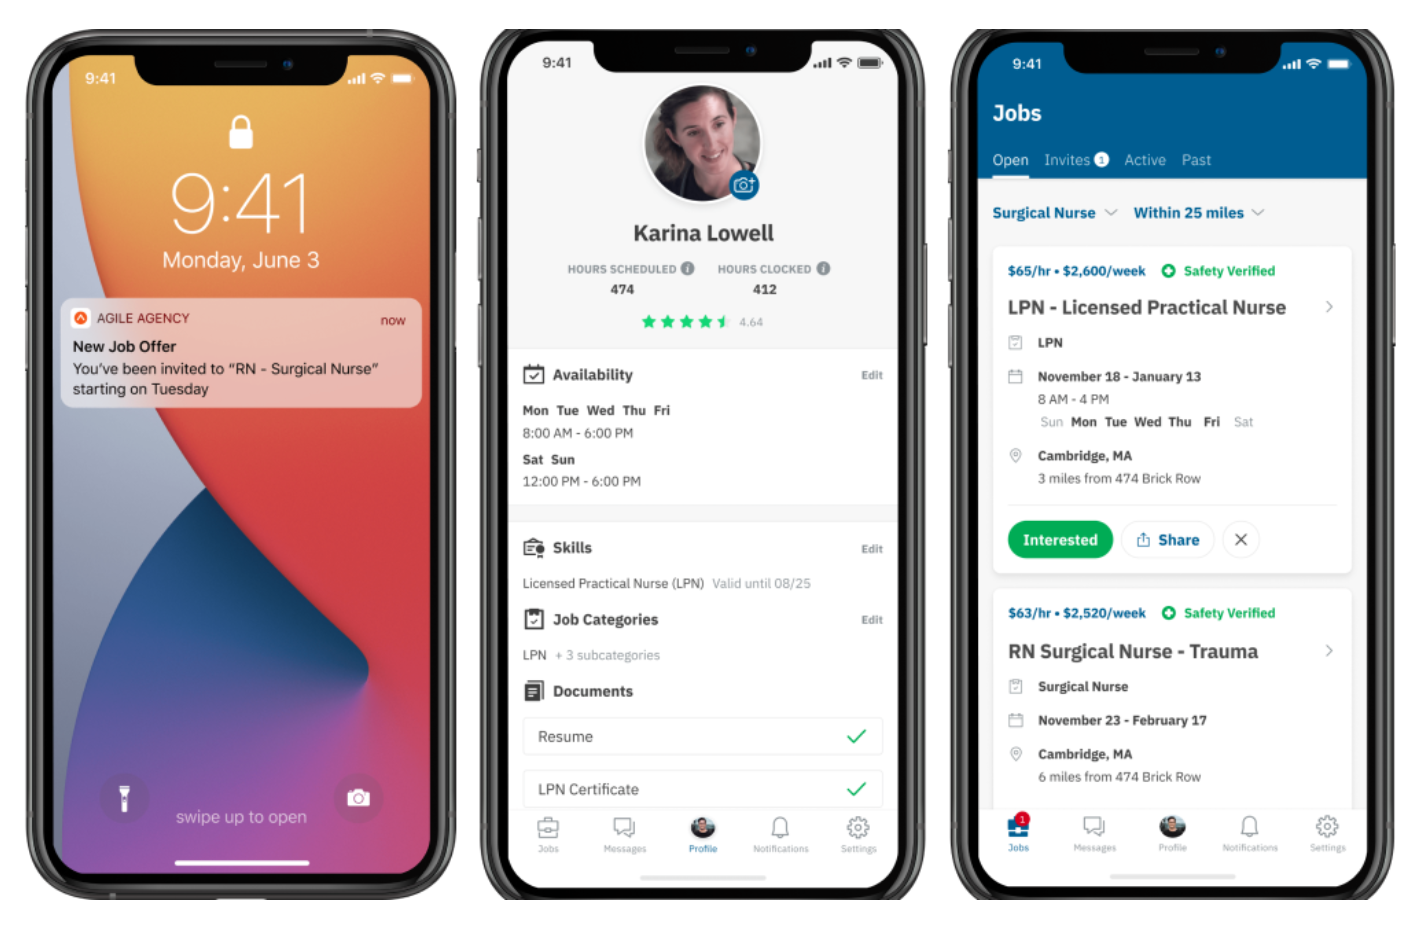 9:41
9:41
Monday, June 3
AGILE AGENCY now
New Job Offer
You've been invited to “RN - Surgical Nurse”
starting on Tuesday
swipe up to open
9:41
Karina Lowell
HOURS SCHEDULED i HOURS CLOCKED i
474 412
4.64
Availability Edit
Mon Tue Wed Thu Fri
8:00 AM - 6:00 PM
Sat Sun
12:00 PM - 6:00 PM
Skills Edit
Licensed Practical Nurse (LPN) Valid until 08/25
Job Categories Edit
LPN + 3 subcategories
Documents
Resume
LPN Certificate
Jobs Messages Profile Notifications Settings
9:41
Jobs
Open Invites 1 Active Past
Surgical Nurse Within 25 miles
$65/hr • $2,600/week Safety Verified
LPN - Licensed Practical Nurse
LPN
November 18 - January 13
8 AM - 4 PM
Sun Mon Tue Wed Thu Fri Sat
Cambridge, MA
3 miles from 474 Brick Row
Interested Share
$63/hr • $2,520/week Safety Verified
RN Surgical Nurse - Trauma
Surgical Nurse
November 23 - February 17
Cambridge, MA
6 miles from 474 Brick Row
1
Jobs Messages Profile Notifications Settings